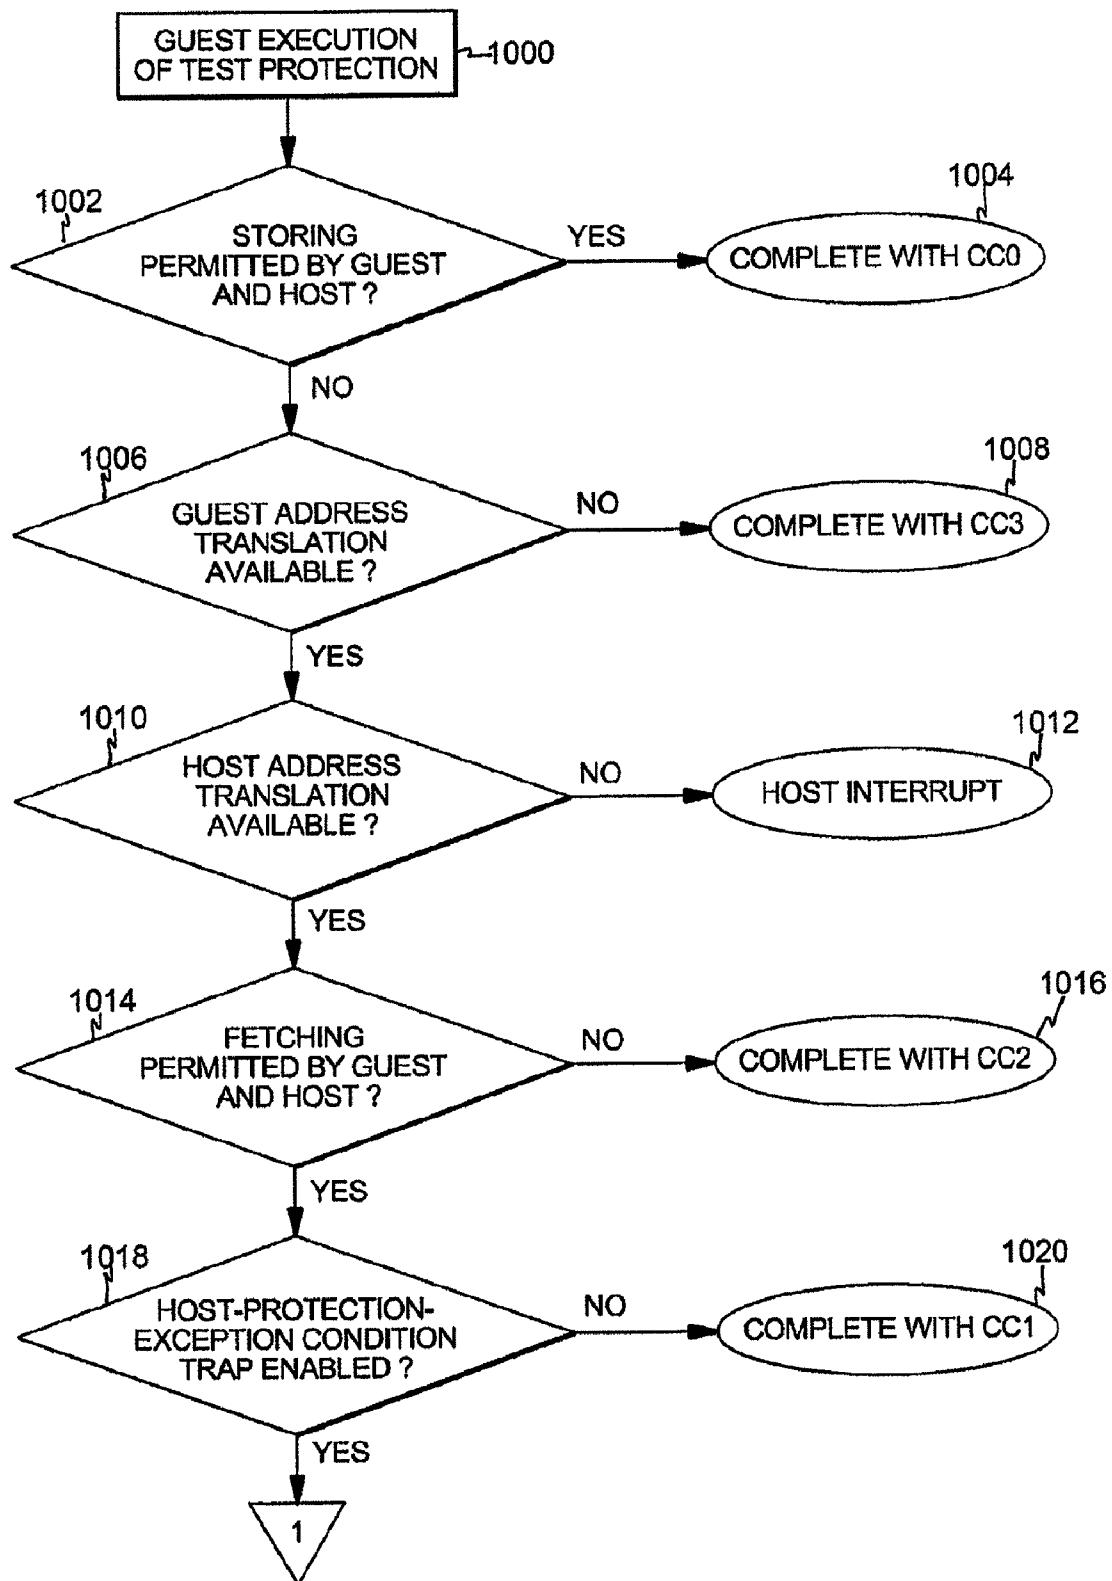 GUEST EXECUTION
OF TEST PROTECTION
1000
1002
STORING
PERMITTED BY GUEST
AND HOST ?
YES
1004
COMPLETE WITH CC0
NO
1006
GUEST ADDRESS
TRANSLATION
AVAILABLE ?
NO
1008
COMPLETE WITH CC3
YES
1010
HOST ADDRESS
TRANSLATION
AVAILABLE ?
NO
1012
HOST INTERRUPT
YES
1014
FETCHING
PERMITTED BY GUEST
AND HOST ?
NO
1016
COMPLETE WITH CC2
YES
1018
HOST-PROTECTION-
EXCEPTION CONDITION
TRAP ENABLED ?
NO
1020
COMPLETE WITH CC1
YES
1